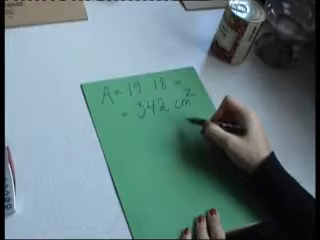 A = 19 18 =
= 342 cm²